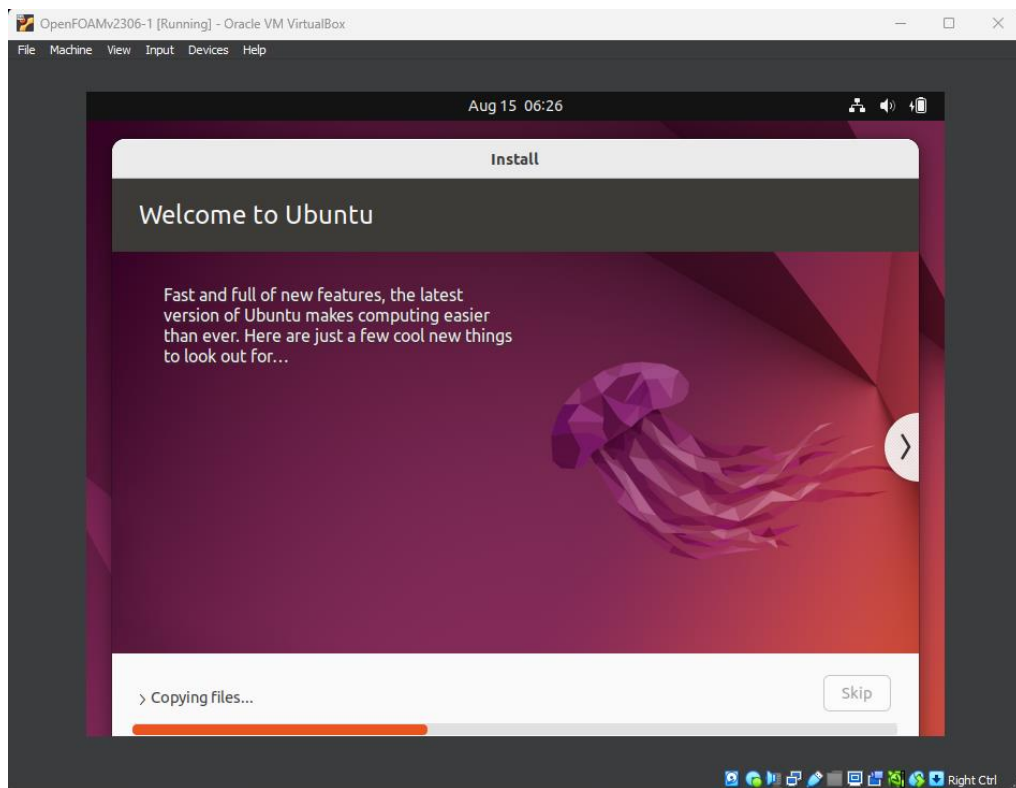 OpenFOAMv2306-1 [Running] - Oracle VM VirtualBox
File Machine View Input Devices Help
Aug 15 06:26
Install
Welcome to Ubuntu
Fast and full of new features, the latest
version of Ubuntu makes computing easier
than ever. Here are just a few cool new things
to look out for...
Copying files...
Skip
Right Ctrl